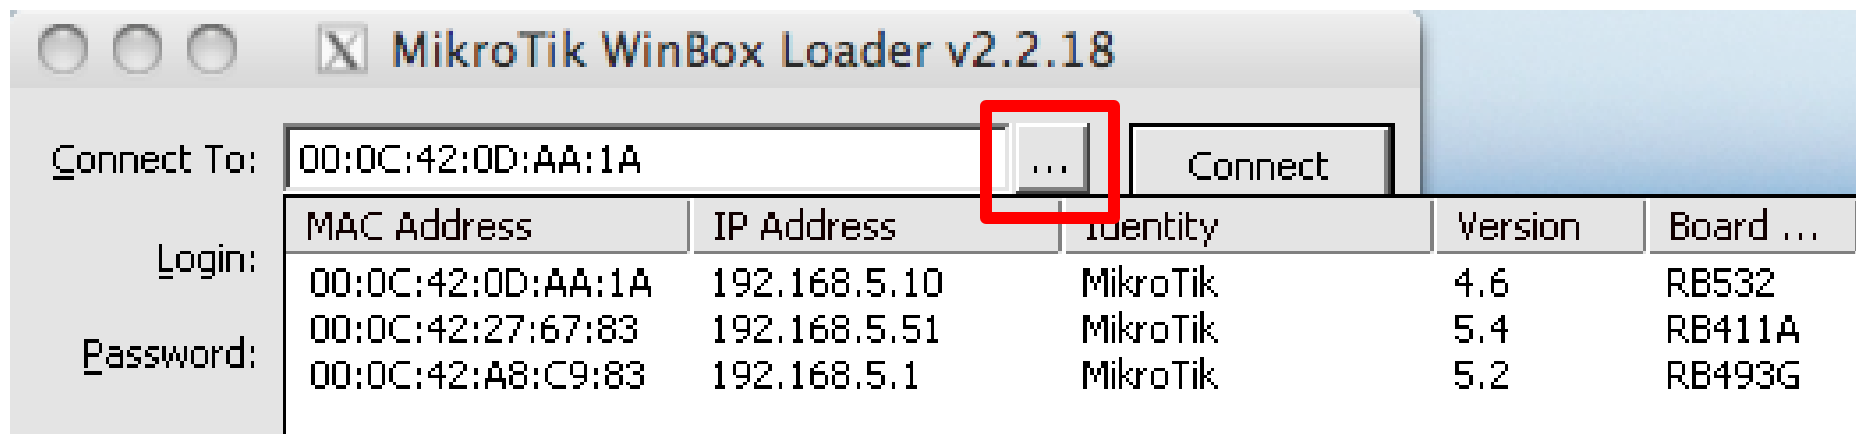 MikroTik WinBox Loader v2.2.18
Connect To: 00:0C:42:0D:AA:1A ... Connect
MAC Address IP Address Identity Version Board ...
Login:
00:0C:42:0D:AA:1A 192.168.5.10 MikroTik 4.6 RB532
00:0C:42:27:67:83 192.168.5.51 MikroTik 5.4 RB411A
Password:
00:0C:42:A8:C9:83 192.168.5.1 MikroTik 5.2 RB493G